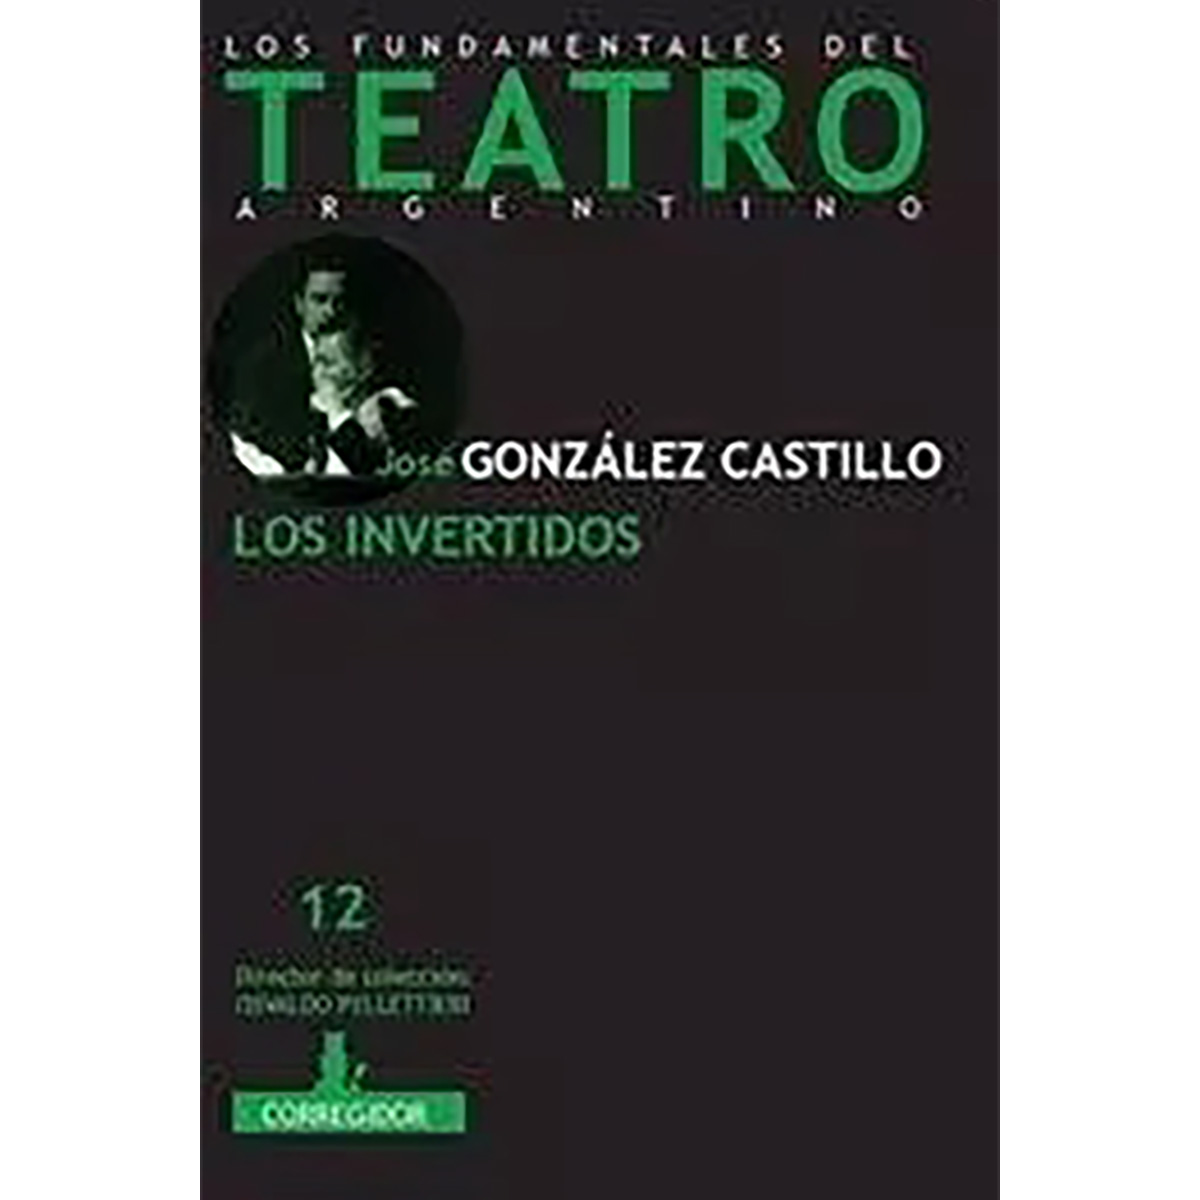 LOS FUNDAMENTALES DEL
TEATRO
ARGENTINO
José GONZÁLEZ CASTILLO
LOS INVERTIDOS
12
Director de colección:
OSVALDO PELLETTIERI
CORREGIDOR